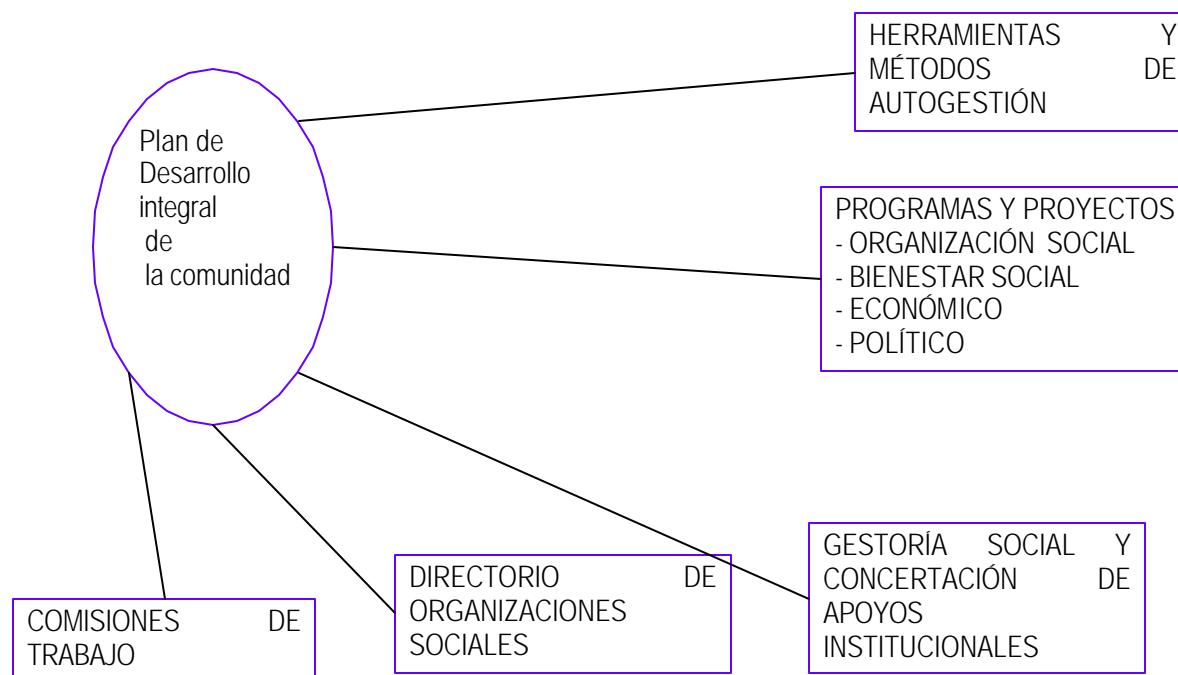 HERRAMIENTAS Y
MÉTODOS DE
AUTOGESTIÓN
Plan de
Desarrollo
integral
de
la comunidad
PROGRAMAS Y PROYECTOS
- ORGANIZACIÓN SOCIAL
- BIENESTAR SOCIAL
- ECONÓMICO
- POLÍTICO
COMISIONES DE
TRABAJO
DIRECTORIO DE
ORGANIZACIONES
SOCIALES
GESTORÍA SOCIAL Y
CONCERTACIÓN DE
APOYOS
INSTITUCIONALES